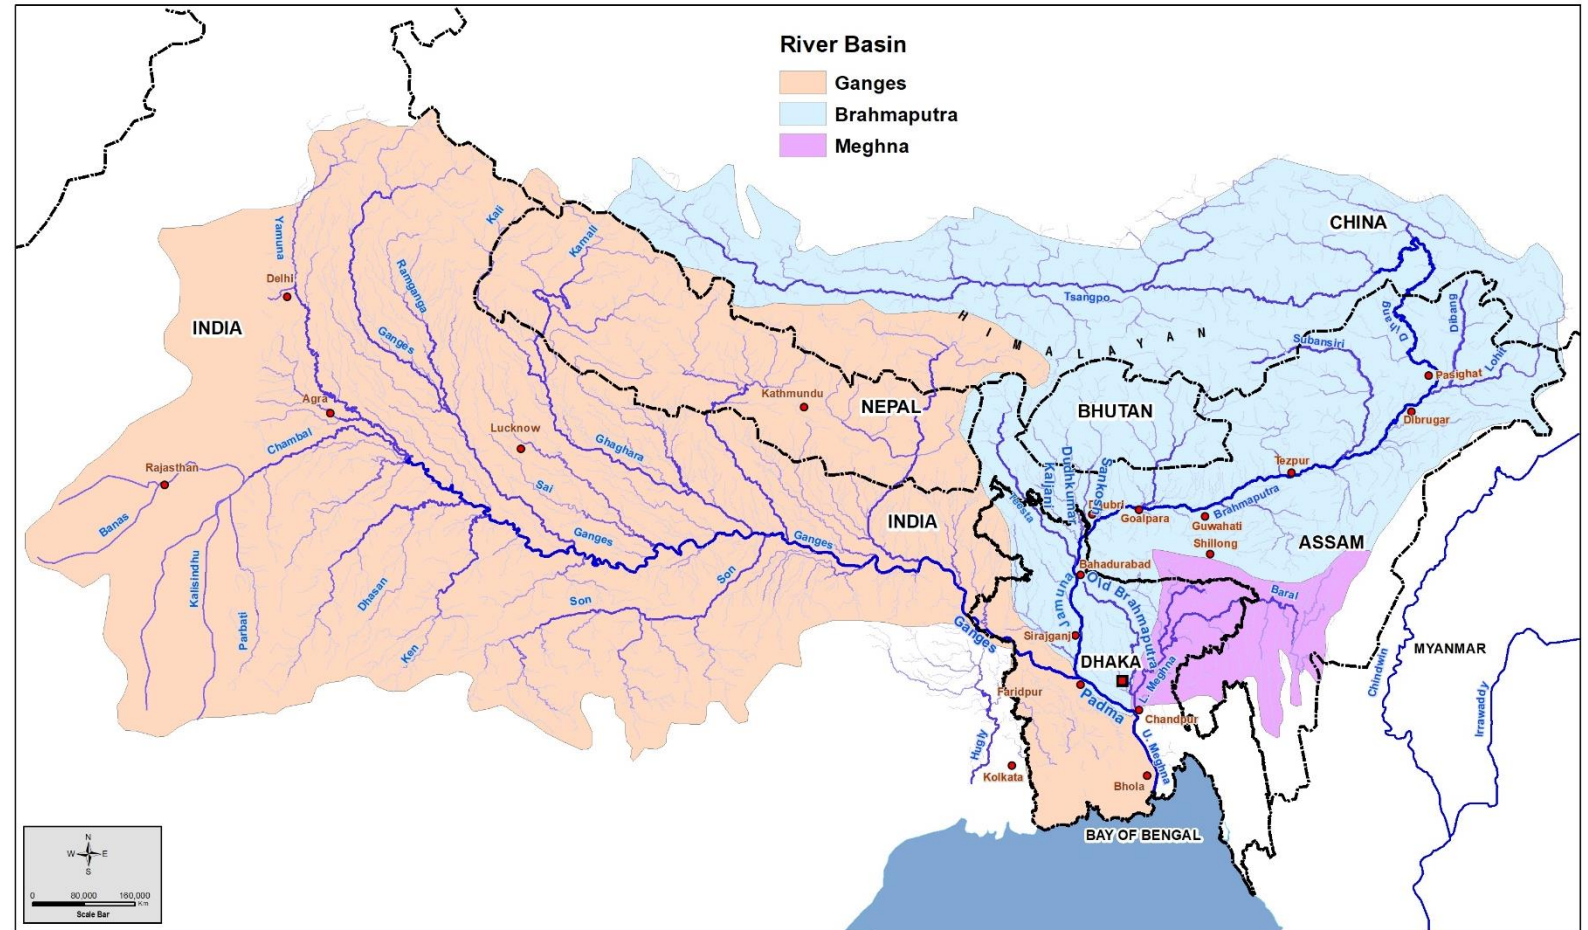 River Basin
Ganges
Brahmaputra
Meghna
CHINA
Kali
Karnali
Yamuna
Delhi
Ramganga
INDIA
Ganges
Tsangpo
HIMALAYAN
Dihang
Dibang
Subansiri
Lohit
Pasighat
Agra
Kathmundu
NEPAL
BHUTAN
Dibrugar
Chambal
Lucknow
Ghaghara
Rajasthan
Sai
Banas
Teesta
Kaljani
Dudhkumar
Sankosh
Tezpur
Brahmaputra
Goalpara
Guwahati
Shillong
INDIA
ASSAM
Ganges
Ganges
Kalisindhu
Parbati
Dhasan
Ken
Son
Son
Bahadurabad
Old Brahmaputra
Jamuna
Baral
Ganges
Sirajganj
DHAKA
L. Meghna
MYANMAR
Chindwin
Irrawaddy
Faridpur
Padma
Chandpur
Hugly
U. Meghna
Kolkata
Bhola
BAY OF BENGAL
N
W E
S
0 80,000 160,000
Km
Scale Bar